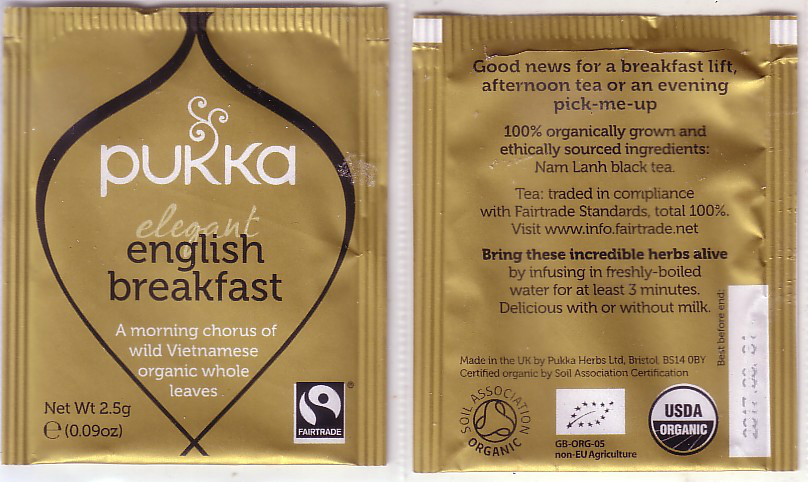 pukka
elegant
english
breakfast
A morning chorus of
wild Vietnamese
organic whole
leaves
Net Wt 2.5g
℮ (0.09oz)
FAIRTRADE
®
Good news for a breakfast lift,
afternoon tea or an evening
pick-me-up
100% organically grown and
ethically sourced ingredients:
Nam Lanh black tea.
Tea: traded in compliance
with Fairtrade Standards, total 100%.
Visit www.info.fairtrade.net
Bring these incredible herbs alive
by infusing in freshly-boiled
water for at least 3 minutes.
Delicious with or without milk.
Best before end:
Made in the UK by Pukka Herbs Ltd, Bristol, BS14 0BY
Certified organic by Soil Association Certification
SOIL ASSOCIATION
ORGANIC
GB-ORG-05
non-EU Agriculture
USDA
ORGANIC